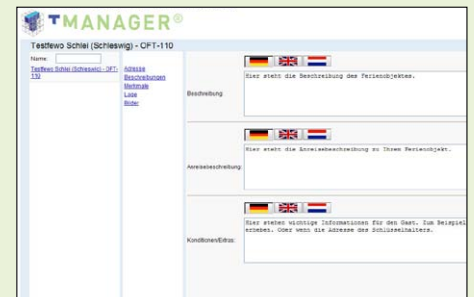 TMANAGER®
Testfewo Schlei (Schleswig) - OFT-110
Name:
Testfewo Schlei (Schleswig) - OFT-
110
Adresse
Beschreibungen
Merkmale
Lage
Bilder
Hier steht die Beschreibung des Ferienobjektes.
Beschreibung:
Hier steht die Anreisebeschreibung zu Ihrem Ferienobjekt.
Anreisebeschreibung:
Hier stehen wichtige Informationen für den Gast. Zum Beispiel
erheben. Oder wenn die Adresse des Schlüsselhalters.
Konditionen/Extras: